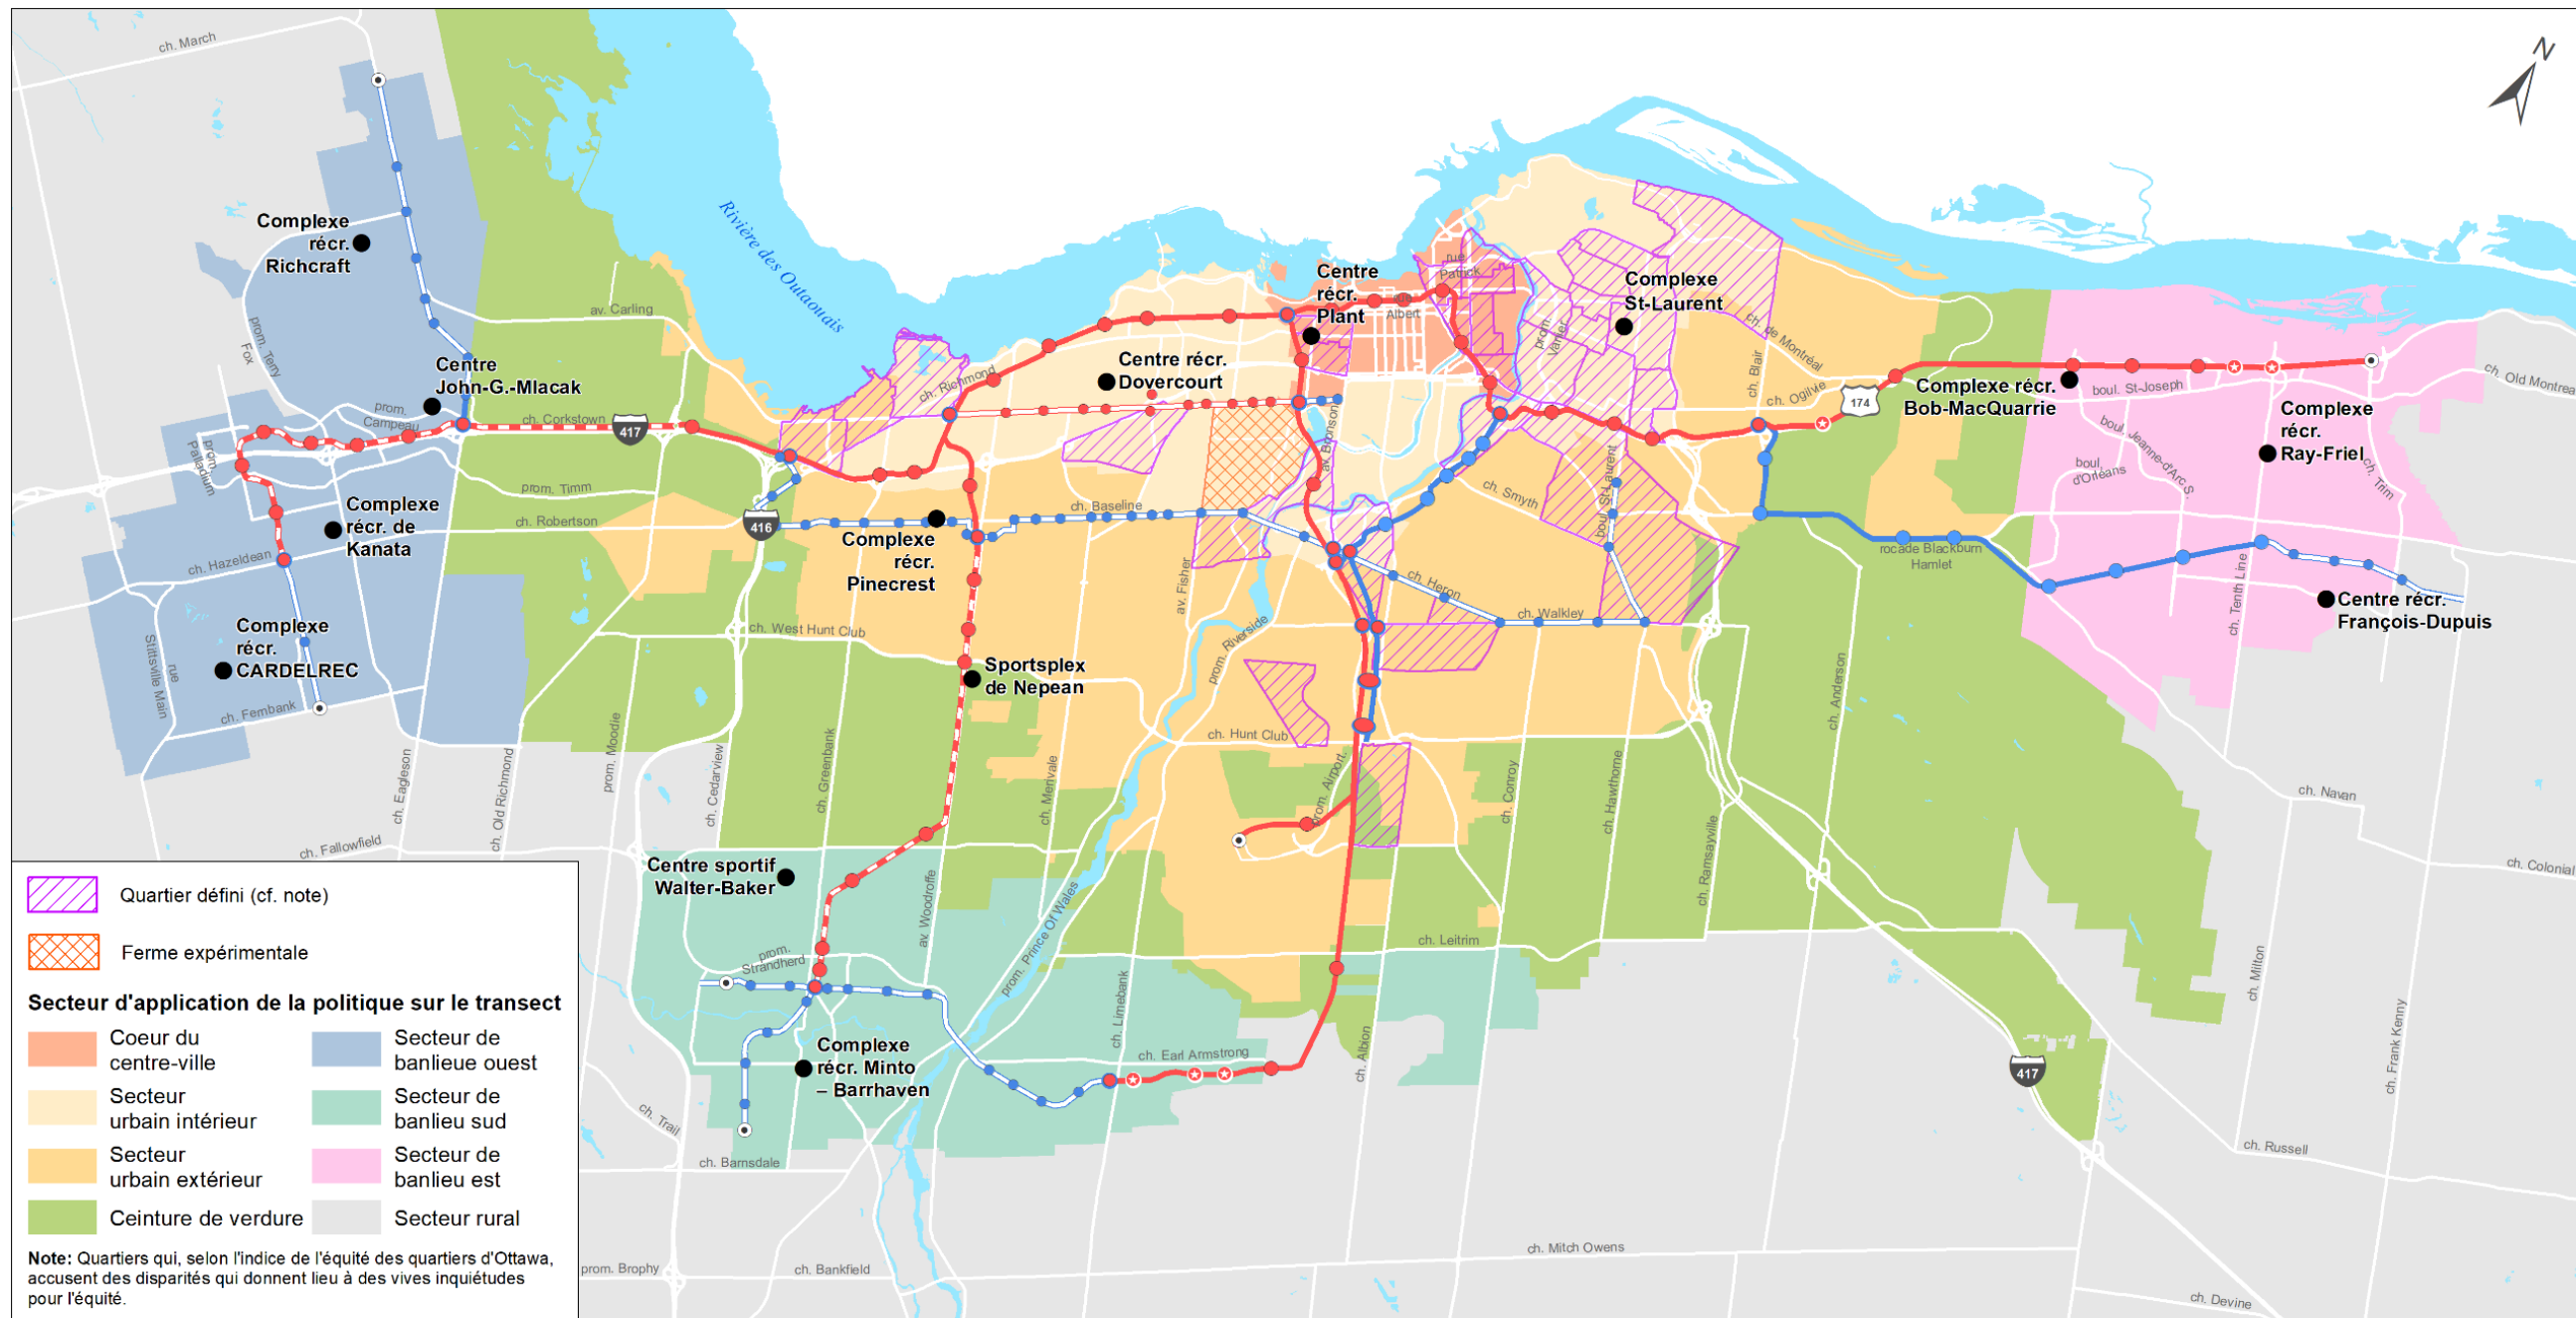 ch. March
N
Rivière des Outaouais
Complexe
récr.
Richcraft
prom. Terry
Fox
av. Carling
Centre
John-G.-Mlacak
prom.
Campeau
ch. Corkstown
417
prom.
Palladium
prom. Timm
ch. Robertson
416
Complexe
récr. de
Kanata
ch. Hazeldean
Complexe
récr.
CARDELREC
rue
Stittsville Main
ch. Fernbank
ch. Eagleson
ch. Old Richmond
prom. Moodie
ch. Fallowfield
ch. Cedarview
ch. Greenbank
ch. West Hunt Club
ch. Richmond
Centre récr.
Dovercourt
Centre
récr.
Plant
rue
Patrick
rue
Albert
prom.
Vanier
Complexe
St-Laurent
ch. de Montréal
ch. Blair
ch. Ogilvie
174
Complexe récr.
Bob-MacQuarrie
boul. St-Joseph
ch. Old Montreal
Complexe
récr.
Ray-Friel
boul. Jeanne-d'Arc S.
boul.
d'Orléans
ch. Trim
av. Bronson
ch. Smyth
boul. St-Laurent
ch. Baseline
Complexe
récr.
Pinecrest
av. Fisher
ch. Heron
ch. Walkley
rocade Blackburn
Hamlet
ch. Tenth Line
Centre récr.
François-Dupuis
Sportsplex
de Nepean
prom. Riverside
ch. Hunt Club
prom. Airport
ch. Merivale
ch. Conroy
ch. Hawthorne
ch. Ramsayville
ch. Anderson
ch. Navan
ch. Colonial
Centre sportif
Walter-Baker
av. Woodroffe
prom. Prince Of Wales
prom.
Strandherd
ch. Leitrim
ch. Limebank
ch. Earl Armstrong
ch. Albion
ch. Milton
ch. Frank Kenny
417
Complexe
récr. Minto
– Barrhaven
ch. Trail
ch. Barnsdale
ch. Russell
ch. Mitch Owens
prom. Brophy
ch. Bankfield
ch. Devine
Quartier défini (cf. note)
Ferme expérimentale
Secteur d'application de la politique sur le transect
Coeur du
centre-ville
Secteur
urbain intérieur
Secteur
urbain extérieur
Ceinture de verdure
Secteur de
banlieue ouest
Secteur de
banlieu sud
Secteur de
banlieu est
Secteur rural
Note: Quartiers qui, selon l'indice de l'équité des quartiers d'Ottawa,
accusent des disparités qui donnent lieu à des vives inquiétudes
pour l'équité.